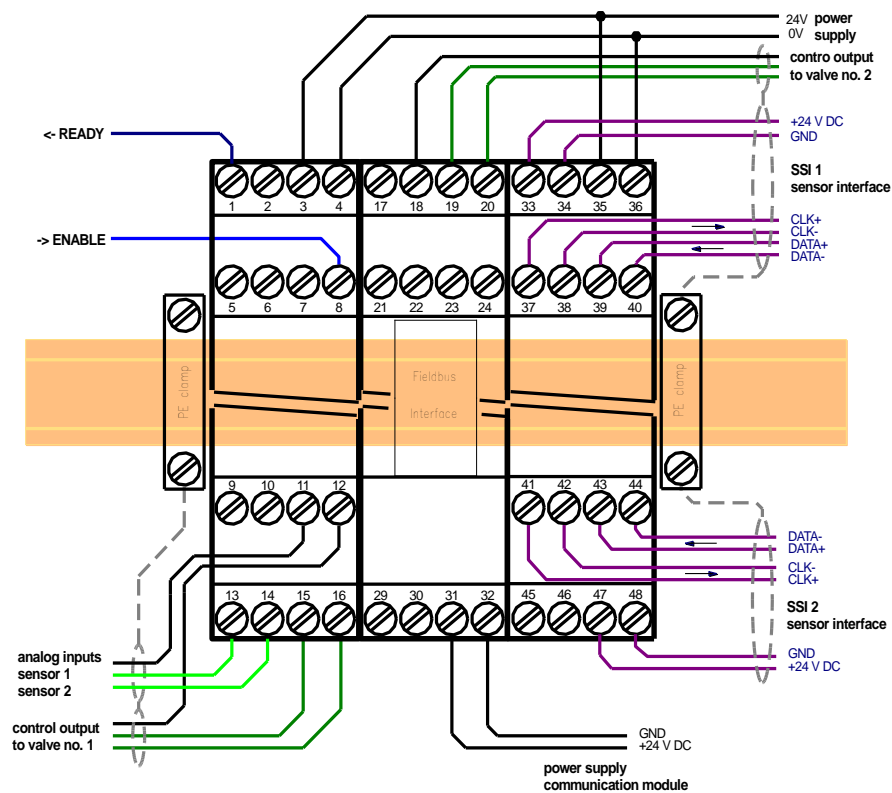 24V power
0V supply
contro output
to valve no. 2
+24 V DC
GND
<- READY
SSI 1
sensor interface
1 2 3 4 17 18 19 20 33 34 35 36
CLK+
CLK-
DATA+
DATA-
-> ENABLE
5 6 7 8 21 22 23 24 37 38 39 40
PE clamp
Fieldbus
Interface
PE clamp
9 10 11 12 41 42 43 44
DATA-
DATA+
CLK-
CLK+
13 14 15 16 29 30 31 32 45 46 47 48
SSI 2
sensor interface
analog inputs
sensor 1
sensor 2
GND
+24 V DC
control output
to valve no. 1
GND
+24 V DC
power supply
communication module